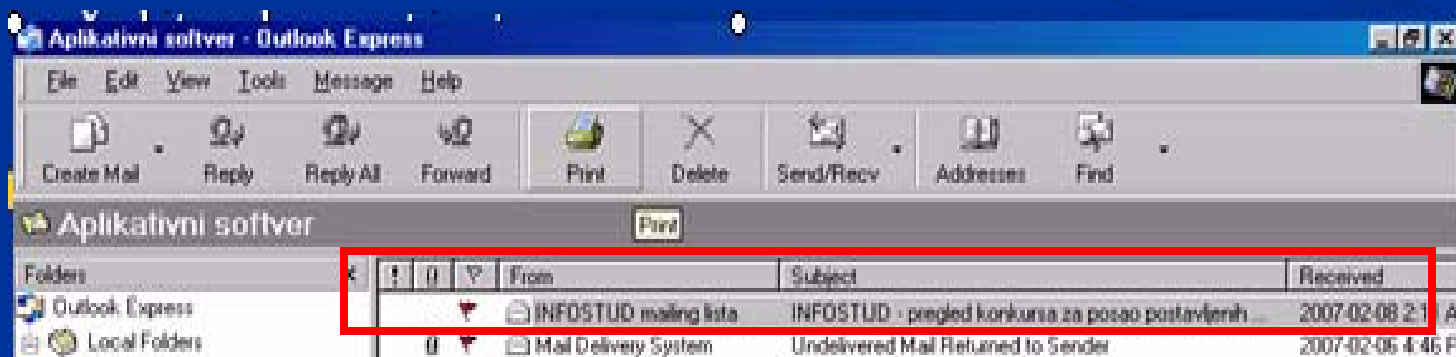 Aplikativni softver - Outlook Express
File Edit View Tools Message Help
Create Mail Reply Reply All Forward Print Delete Send/Recv Addresses Find
Aplikativni softver Print
Folders x ! From Subject Received
Outlook Express INFOSTUD mailing lista INFOSTUD - pregled konkursa za posao postavljenih ... 2007-02-08
Local Folders Mail Delivery System Undelivered Mail Returned to Sender 2007-02-06 4:46